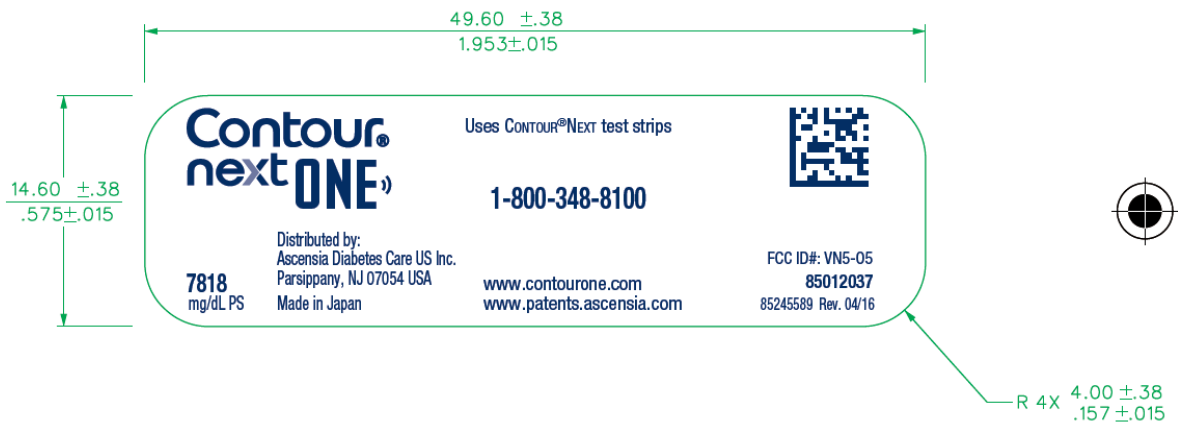 49.60 ±.38
1.953±.015
14.60 ±.38
.575±.015
Contour®
next ONE
Uses CONTOUR®NEXT test strips
1-800-348-8100
Distributed by:
Ascensia Diabetes Care US Inc.
Parsippany, NJ 07054 USA
Made in Japan
7818
mg/dL PS
www.contourone.com
www.patents.ascensia.com
FCC ID#: VN5-O5
85012037
85245589 Rev. 04/16
R 4X 4.00 ±.38
.157 ±.015